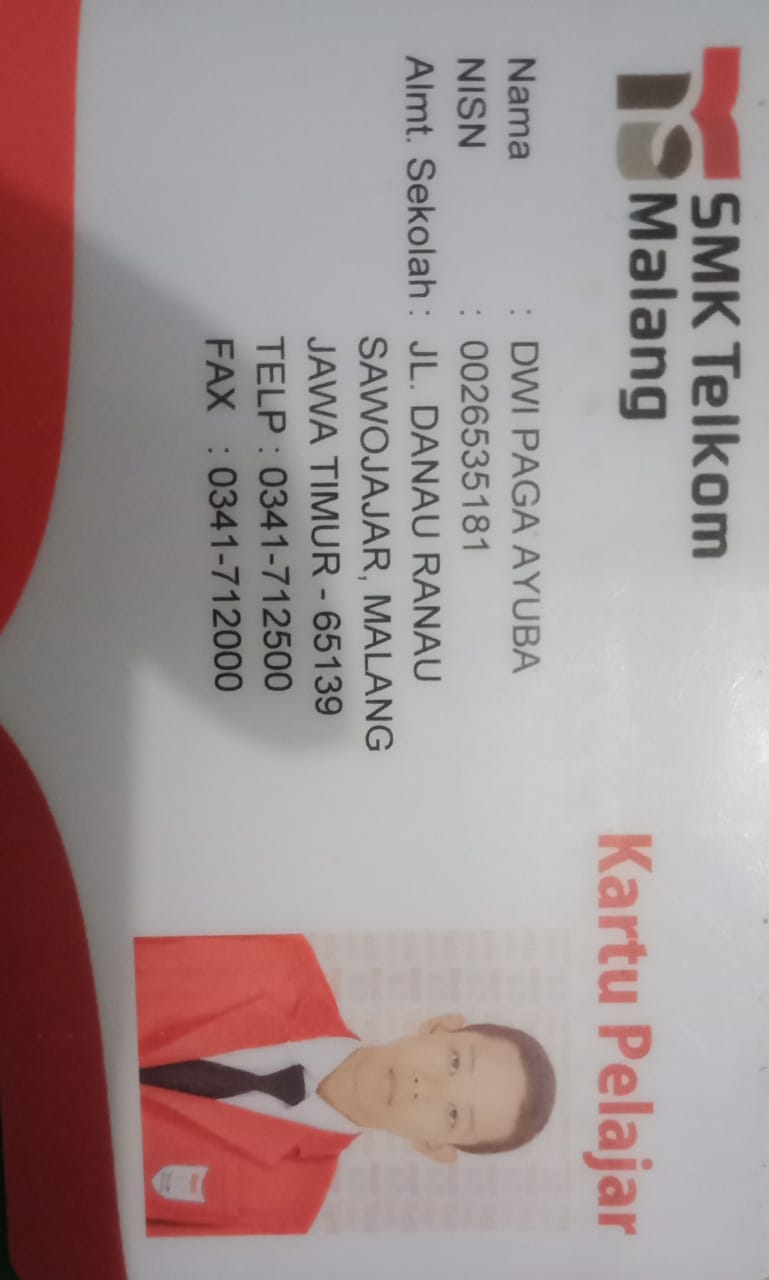 SMK Telkom
Malang
Kartu Pelajar
Nama : DWI PAGA AYUBA
NISN : 0026535181
Almt. Sekolah : JL. DANAU RANAU
SAWOJAJAR, MALANG
JAWA TIMUR - 65139
TELP : 0341-712500
FAX : 0341-712000